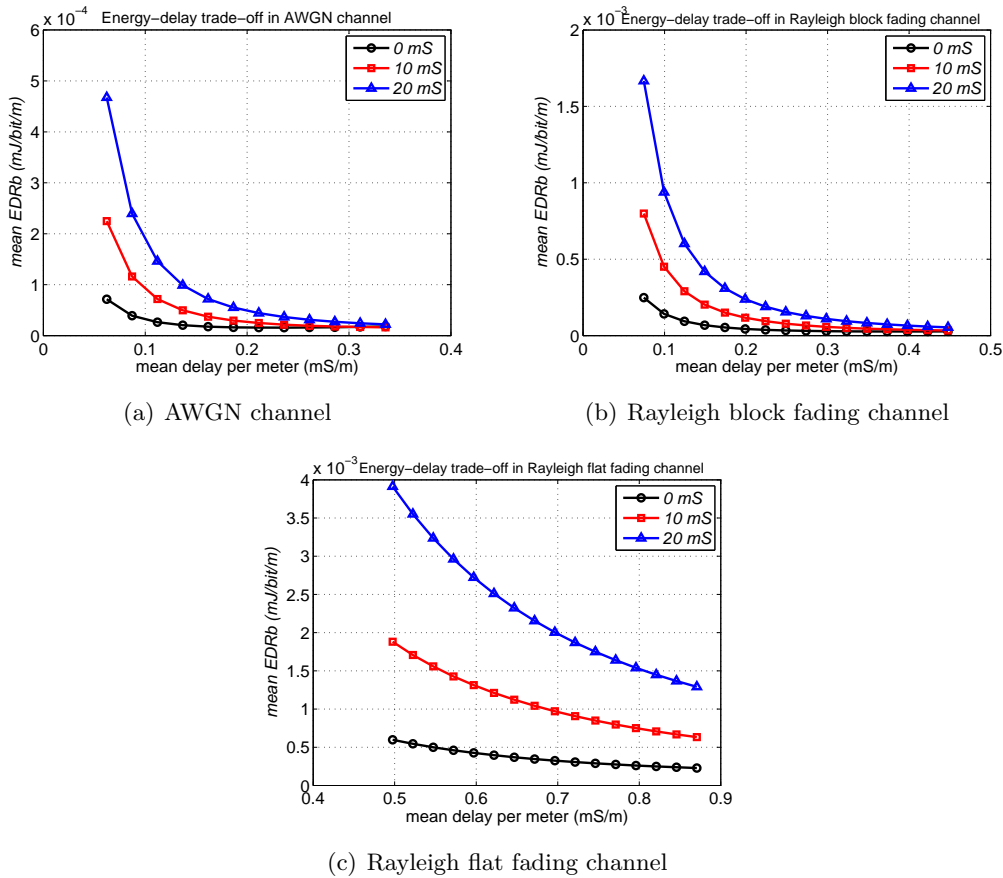 x 10⁻⁴
Energy−delay trade−off in AWGN channel
6
5
4
3
2
1
0
0 0.1 0.2 0.3 0.4
mean EDRb (mJ/bit/m)
mean delay per meter (mS/m)
0 mS
10 mS
20 mS
(a) AWGN channel
x 10⁻³
Energy−delay trade−off in Rayleigh block fading channel
2
1.5
1
0.5
0
0 0.1 0.2 0.3 0.4 0.5
mean EDRb (mJ/bit/m)
mean delay per meter (mS/m)
0 mS
10 mS
20 mS
(b) Rayleigh block fading channel
x 10⁻³
Energy−delay trade−off in Rayleigh flat fading channel
4
3.5
3
2.5
2
1.5
1
0.5
0
0.4 0.5 0.6 0.7 0.8 0.9
mean EDRb (mJ/bit/m)
mean delay per meter (mS/m)
0 mS
10 mS
20 mS
(c) Rayleigh flat fading channel